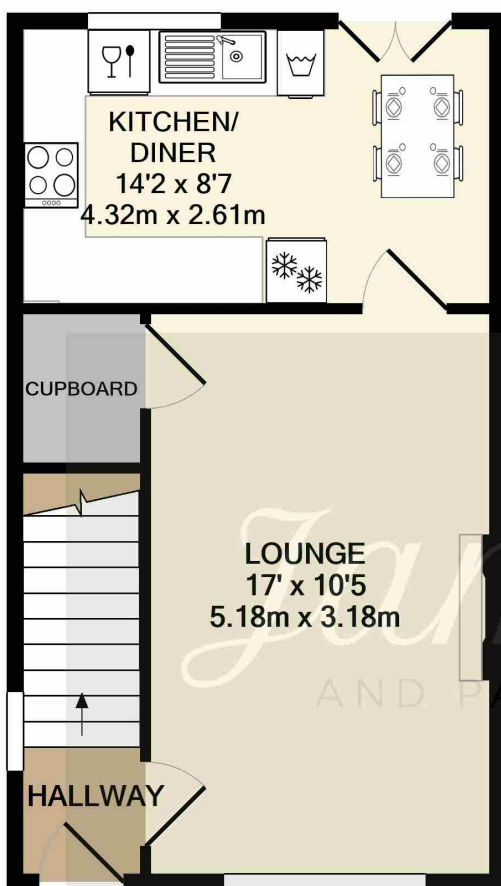 KITCHEN/
DINER
14'2 x 8'7
4.32m x 2.61m
CUPBOARD
LOUNGE
17' x 10'5
5.18m x 3.18m
AND
HALLWAY